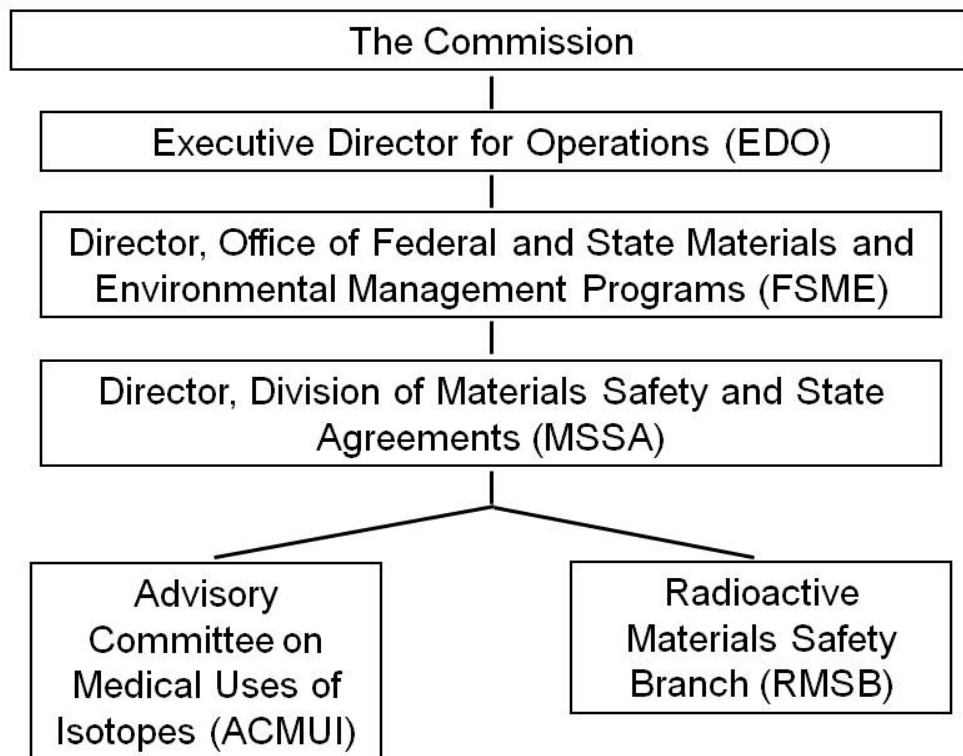 The Commission
Executive Director for Operations (EDO)
Director, Office of Federal and State Materials and
Environmental Management Programs (FSME)
Director, Division of Materials Safety and State
Agreements (MSSA)
Advisory
Committee on
Medical Uses of
Isotopes (ACMUI)
Radioactive
Materials Safety
Branch (RMSB)